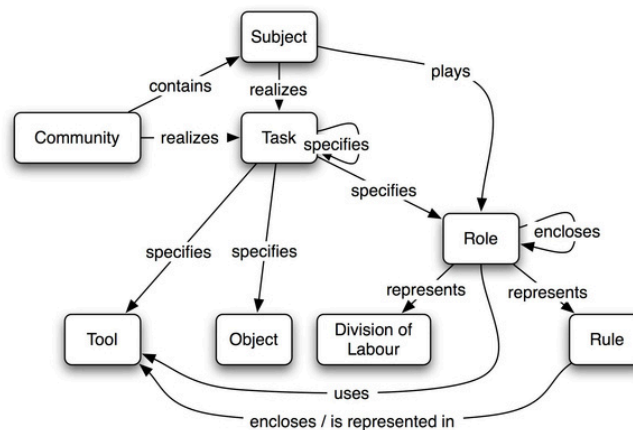 Subject
plays
contains
realizes
Community
realizes
Task
specifies
specifies
Role
encloses
specifies
specifies
represents
represents
Tool
Object
Division of
Labour
Rule
uses
encloses / is represented in